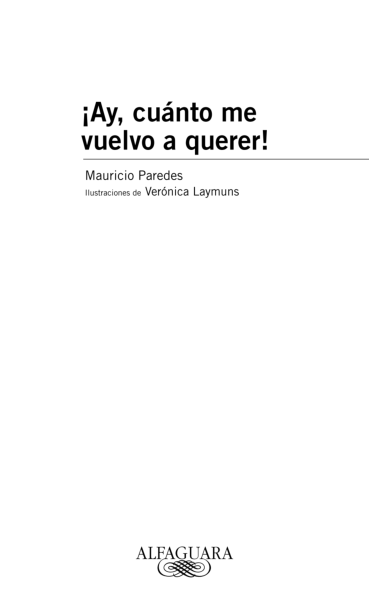 ¡Ay, cuánto me
vuelvo a querer!
Mauricio Paredes
Ilustraciones de Verónica Laymuns
ALFAGUARA